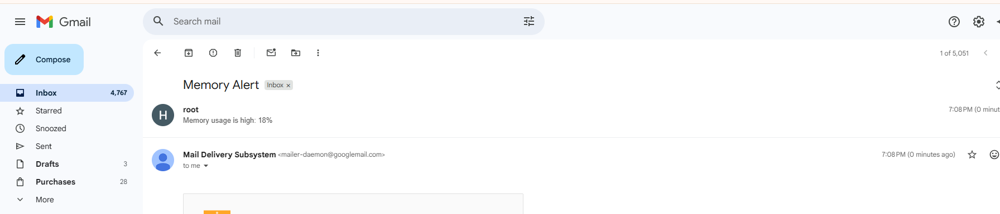 Gmail
Search mail
Compose
1 of 5,051
Memory Alert Inbox ×
Inbox 4,767
Starred
Snoozed
Sent
Drafts 3
Purchases 28
More
H
root
7:08 PM (0 minut
Memory usage is high: 18%
Mail Delivery Subsystem <mailer-daemon@googlemail.com>
7:08 PM (0 minutes ago)
to me